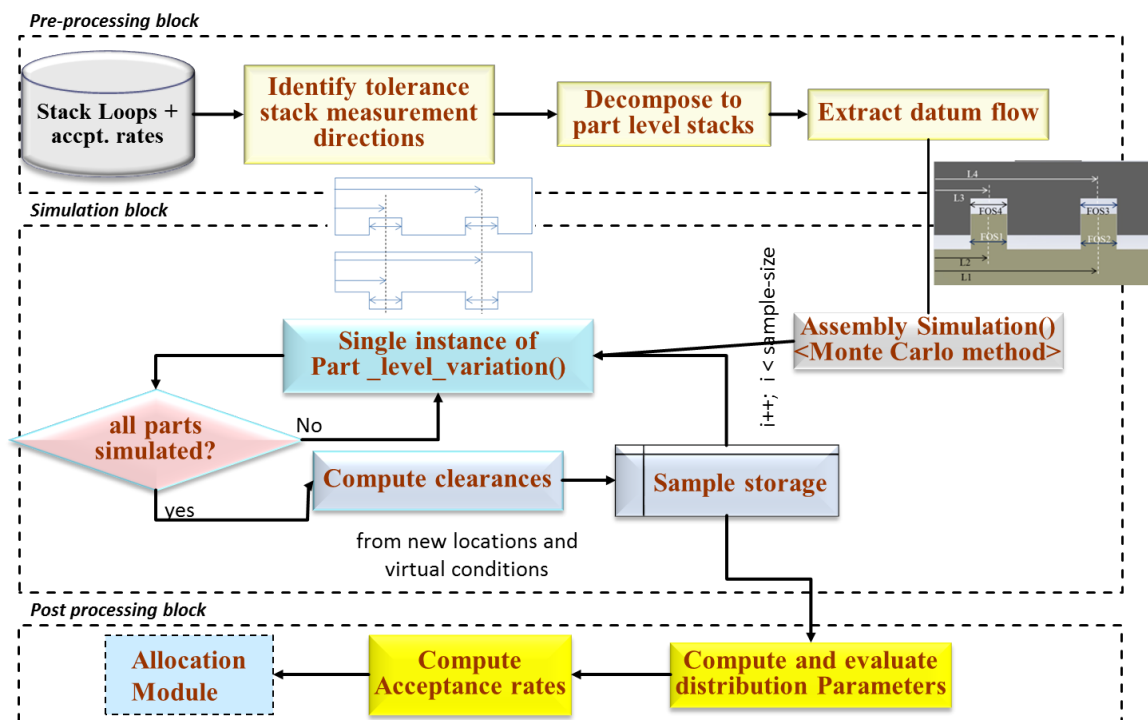 Pre-processing block
Stack Loops +
accpt. rates
Identify tolerance
stack measurement
directions
Decompose to
part level stacks
Extract datum flow
L4
L3
FOS4
FOS3
FOS1
FOS2
L2
L1
Simulation block
Assembly Simulation()
<Monte Carlo method>
i++; i < sample-size
Single instance of
Part _level_variation()
all parts
simulated?
No
yes
Compute clearances
Sample storage
from new locations and
virtual conditions
Post processing block
Allocation
Module
Compute
Acceptance rates
Compute and evaluate
distribution Parameters